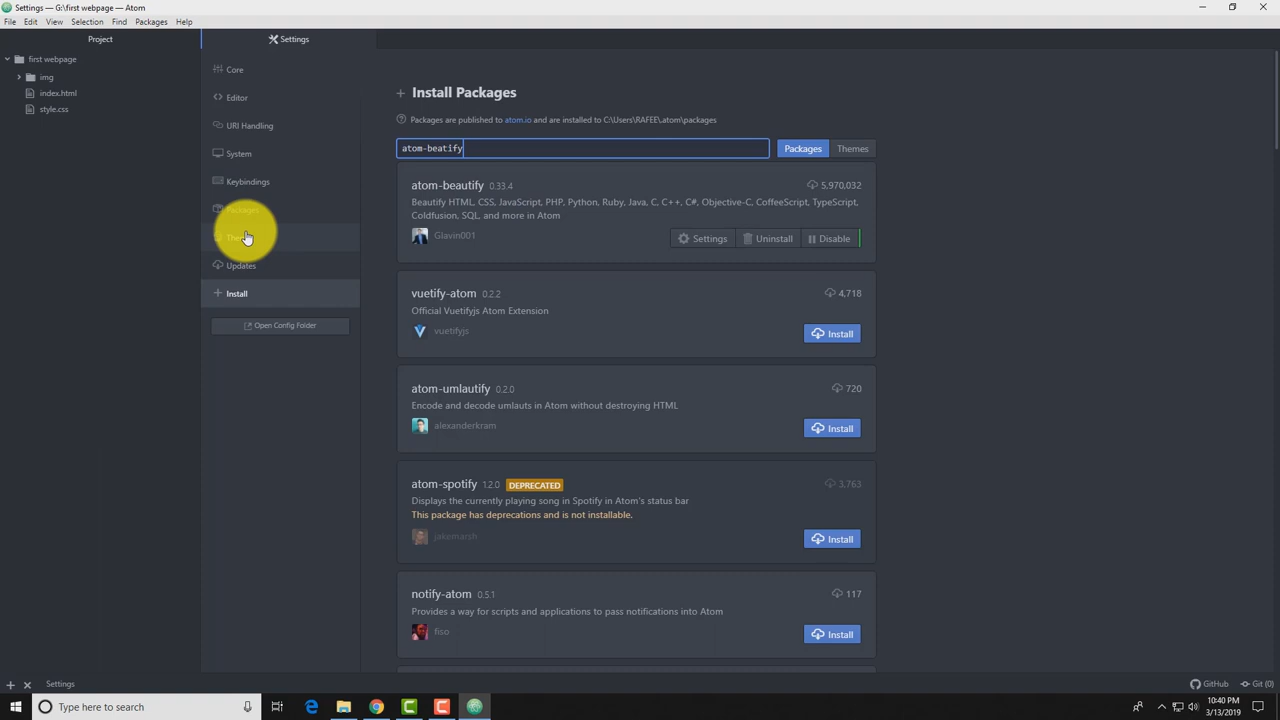 Settings — G:\first webpage — Atom
File Edit View Selection Find Packages Help
Project
Settings
first webpage
img
index.html
style.css
Core
Editor
URI Handling
System
Keybindings
Packages
Updates
Install
Open Config Folder
Install Packages
Packages are published to atom.io and are installed to C:\Users\RAFEE\.atom\packages
atom-beatify
Packages Themes
atom-beautify 0.33.4 5,970,032
Beautify HTML, CSS, JavaScript, PHP, Python, Ruby, Java, C, C++, C#, Objective-C, CoffeeScript, TypeScript,
Coldfusion, SQL, and more in Atom
Glavin001 Settings Uninstall Disable
vuetify-atom 0.2.2 4,718
Official Vuetifyjs Atom Extension
vuetifyjs Install
atom-umlautify 0.2.0 720
Encode and decode umlauts in Atom without destroying HTML
alexanderkram Install
atom-spotify 1.2.0 DEPRECATED 3,763
Displays the currently playing song in Spotify in Atom's status bar
This package has deprecations and is not installable.
jakemarsh Install
notify-atom 0.5.1 117
Provides a way for scripts and applications to pass notifications into Atom
fiso Install
Settings GitHub Git (0)
Type here to search
10:40 PM
3/13/2019